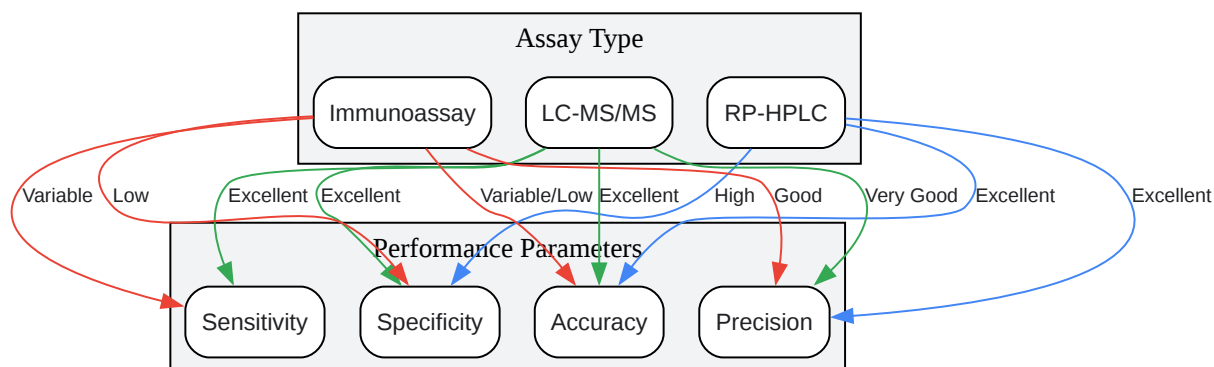 Assay Type
Immunoassay
LC-MS/MS
RP-HPLC
Variable
Low
Excellent
Excellent
Variable/Low
Excellent
High
Good
Very Good
Excellent
Excellent
Performance Parameters
Sensitivity
Specificity
Accuracy
Precision